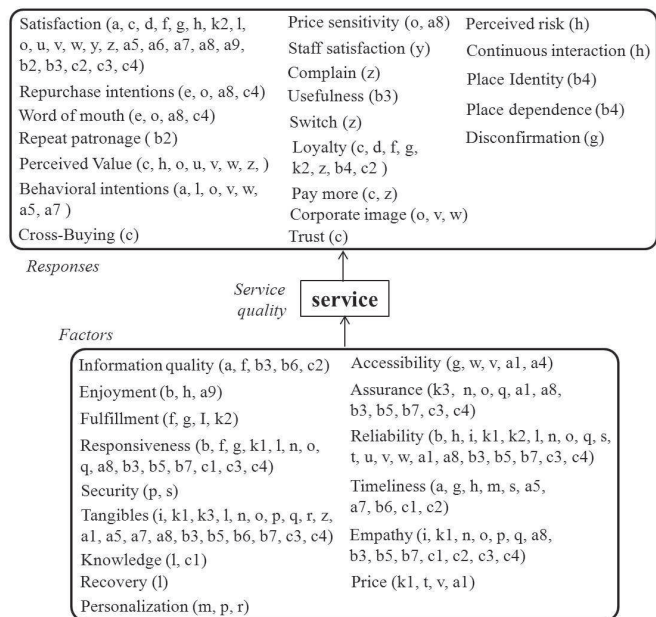 Satisfaction (a, c, d, f, g, h, k2, l,
o, u, v, w, y, z, a5, a6, a7, a8, a9,
b2, b3, c2, c3, c4)
Repurchase intentions (e, o, a8, c4)
Word of mouth (e, o, a8, c4)
Repeat patronage ( b2)
Perceived Value (c, h, o, u, v, w, z, )
Behavioral intentions (a, l, o, v, w,
a5, a7 )
Cross-Buying (c)
Price sensitivity (o, a8)
Staff satisfaction (y)
Complain (z)
Usefulness (b3)
Switch (z)
Loyalty (c, d, f, g,
k2, z, b4, c2 )
Pay more (c, z)
Corporate image (o, v, w)
Trust (c)
Perceived risk (h)
Continuous interaction (h)
Place Identity (b4)
Place dependence (b4)
Disconfirmation (g)
Responses
Service
quality
service
Factors
Information quality (a, f, b3, b6, c2)
Enjoyment (b, h, a9)
Fulfillment (f, g, I, k2)
Responsiveness (b, f, g, k1, l, n, o,
q, a8, b3, b5, b7, c1, c3, c4)
Security (p, s)
Tangibles (i, k1, k3, l, n, o, p, q, r, z,
a1, a5, a7, a8, b3, b5, b6, b7, c3, c4)
Knowledge (l, c1)
Recovery (l)
Personalization (m, p, r)
Accessibility (g, w, v, a1, a4)
Assurance (k3, n, o, q, a1, a8,
b3, b5, b7, c3, c4)
Reliability (b, h, i, k1, k2, l, n, o, q, s,
t, u, v, w, a1, a8, b3, b5, b7, c3, c4)
Timeliness (a, g, h, m, s, a5,
a7, b6, c1, c2)
Empathy (i, k1, n, o, p, q, a8,
b3, b5, b7, c1, c2, c3, c4)
Price (k1, t, v, a1)